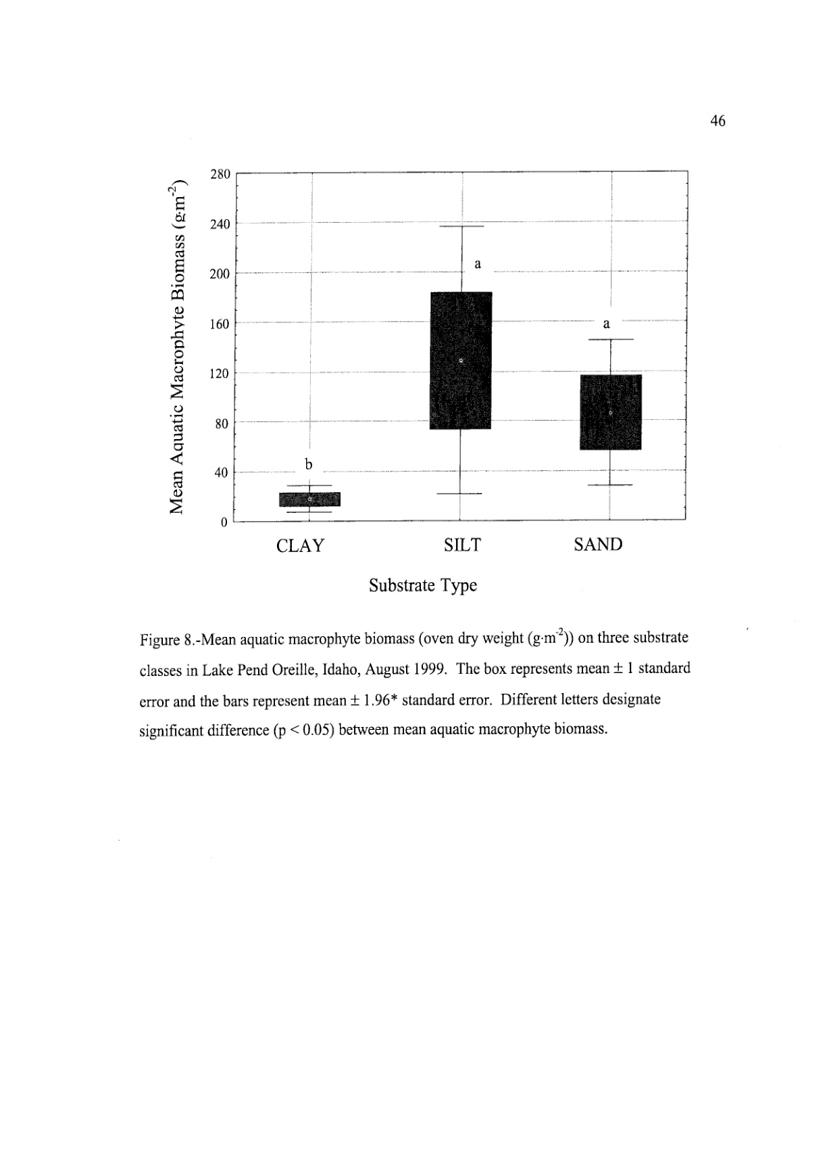 46
Mean Aquatic Macrophyte Biomass (g·m⁻²)
280
240
200
160
120
80
40
0
a
a
b
CLAY SILT SAND
Substrate Type
Figure 8.-Mean aquatic macrophyte biomass (oven dry weight (g·m⁻²)) on three substrate
classes in Lake Pend Oreille, Idaho, August 1999. The box represents mean ± 1 standard
error and the bars represent mean ± 1.96* standard error. Different letters designate
significant difference (p < 0.05) between mean aquatic macrophyte biomass.